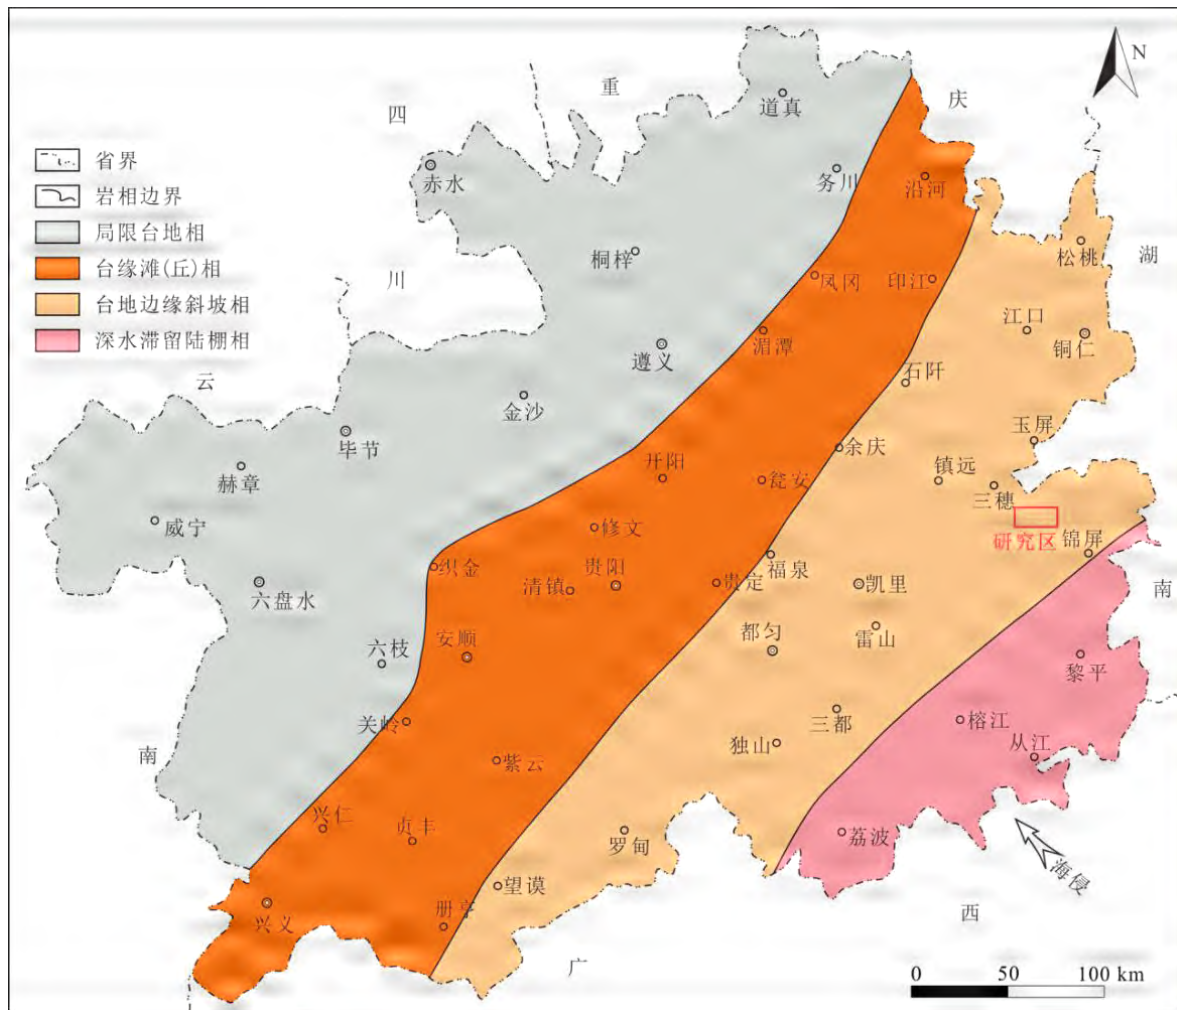 N
重
庆
四
道真
省界
赤水
务川
沿河
岩相边界
局限台地相
桐梓
松桃
湖
台缘滩(丘)相
川
凤冈
印江
台地边缘斜坡相
江口
铜仁
深水滞留陆棚相
遵义
湄潭
云
石阡
金沙
玉屏
毕节
余庆
开阳
镇远
赫章
瓮安
三穗
威宁
修文
研究区
锦屏
织金
贵阳
福泉
六盘水
清镇
贵定
凯里
南
安顺
都匀
雷山
六枝
黎平
关岭
三都
榕江
南
独山
从江
紫云
兴仁
贞丰
罗甸
荔波
海侵
望谟
兴义
册亨
西
广
0 50 100 km